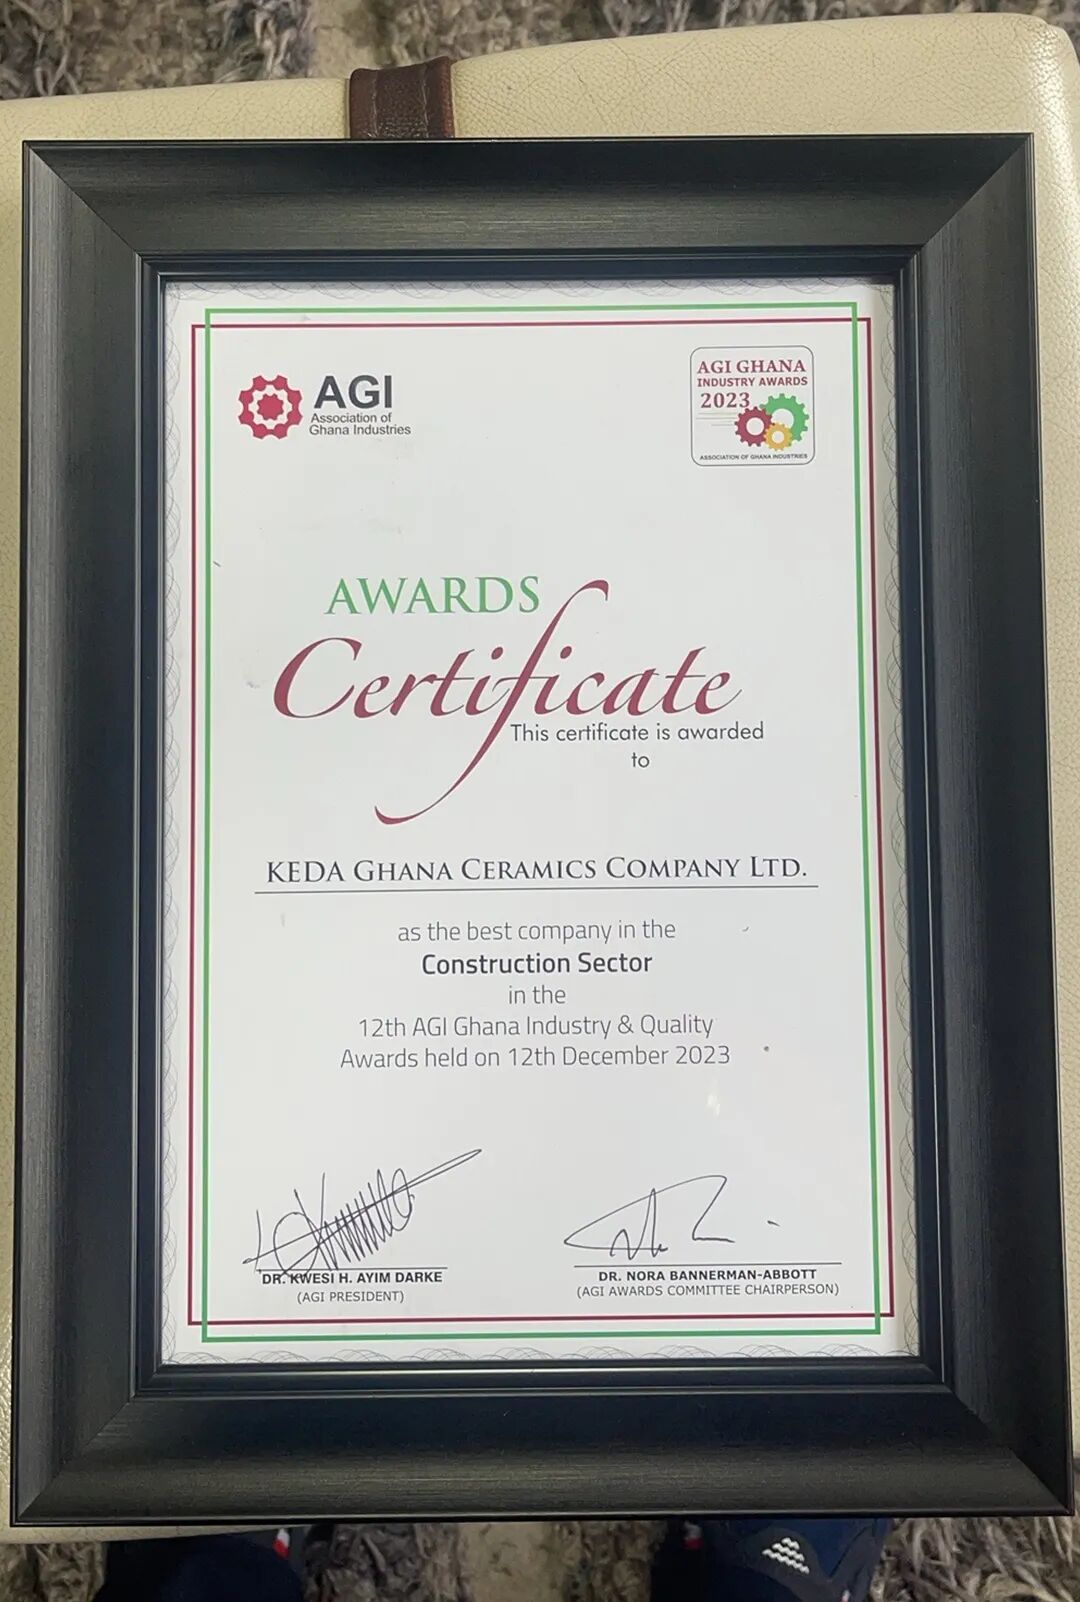 AGI
Association of
Ghana Industries
AGI GHANA
INDUSTRY AWARDS
2023
ASSOCIATION OF GHANA INDUSTRIES
AWARDS
Certificate
This certificate is awarded
to
KEDA GHANA CERAMICS COMPANY LTD.
as the best company in the
Construction Sector
in the
12th AGI Ghana Industry & Quality
Awards held on 12th December 2023
DR. KWESI H. AYIM DARKE
(AGI PRESIDENT)
DR. NORA BANNERMAN-ABBOTT
(AGI AWARDS COMMITTEE CHAIRPERSON)